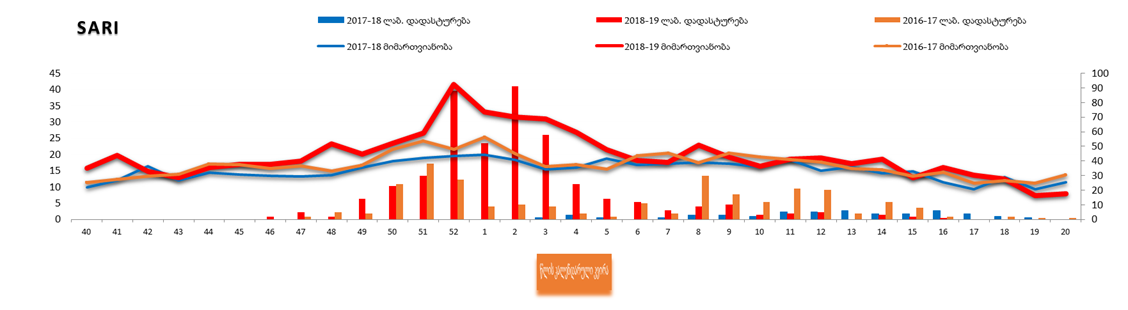 SARI
2017-18 ლაბ. დადასტურება 2018-19 ლაბ. დადასტურება 2016-17 ლაბ. დადასტურება
2017-18 მიმართვიანობა 2018-19 მიმართვიანობა 2016-17 მიმართვიანობა
45 100
40 90
35 80
30 70
25 60
20 50
15 40
10 30
5 20
0 10
0
40 41 42 43 44 45 46 47 48 49 50 51 52 1 2 3 4 5 6 7 8 9 10 11 12 13 14 15 16 17 18 19 20
წლის კალენდარული კვირა